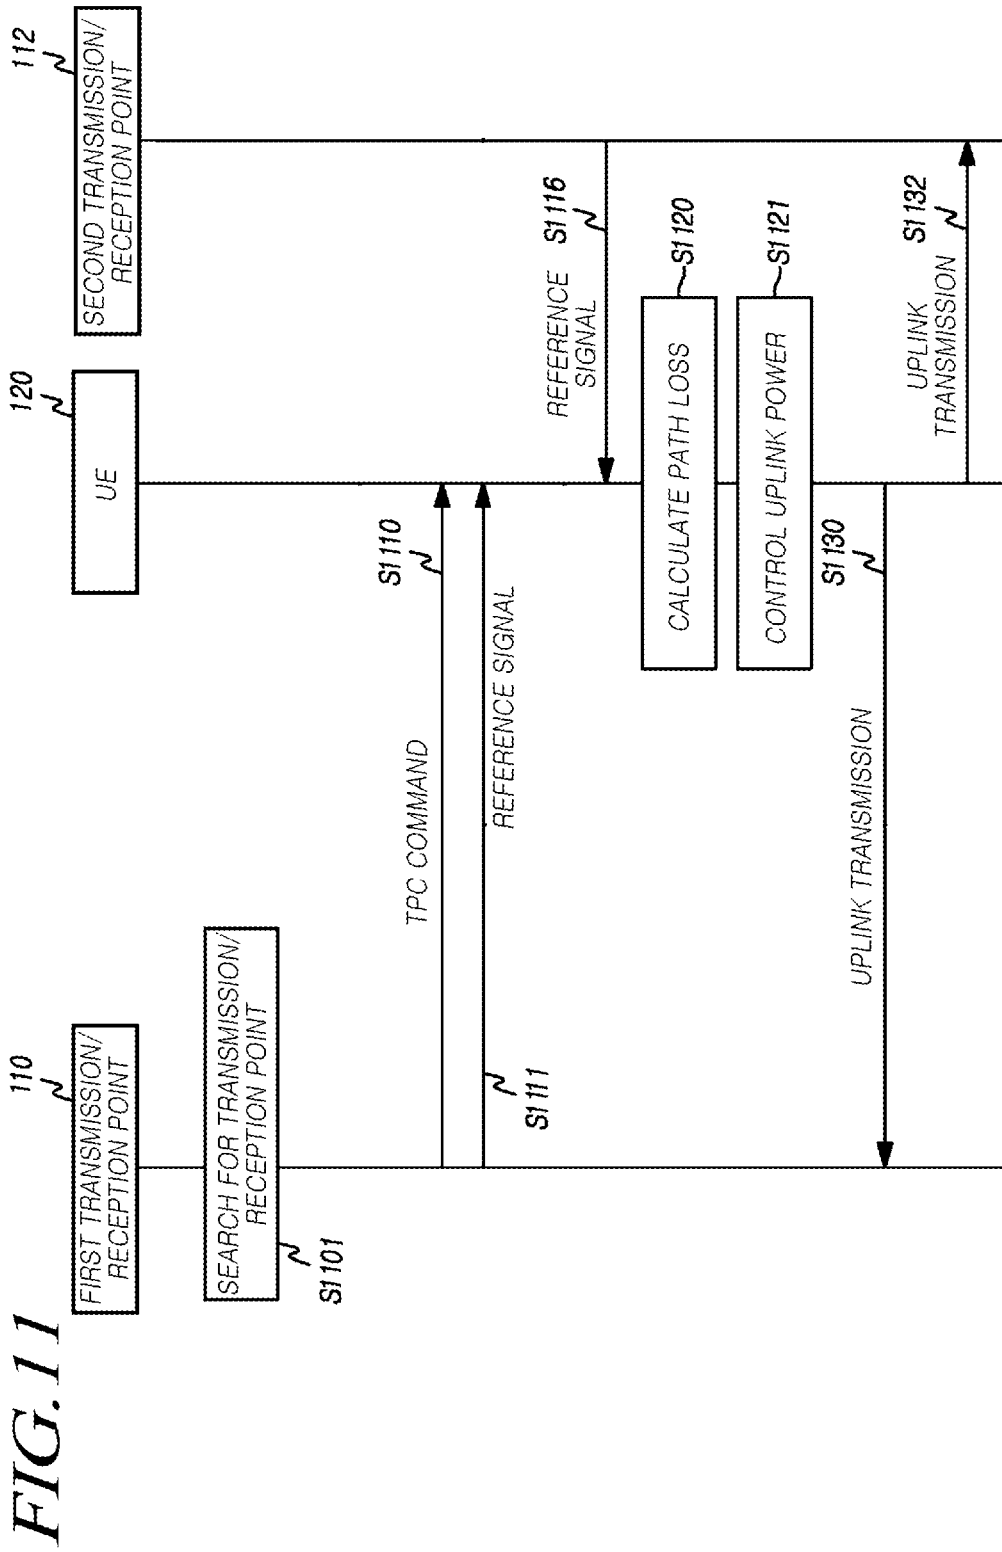 FIG. 11
110
FIRST TRANSMISSION/
RECEPTION POINT
120
UE
112
SECOND TRANSMISSION/
RECEPTION POINT
SEARCH FOR TRANSMISSION/
RECEPTION POINT
S1101
S1110
TPC COMMAND
REFERENCE SIGNAL
S1111
REFERENCE
SIGNAL
S1116
CALCULATE PATH LOSS
S1120
CONTROL UPLINK POWER
S1121
S1130
UPLINK TRANSMISSION
UPLINK
TRANSMISSION
S1132